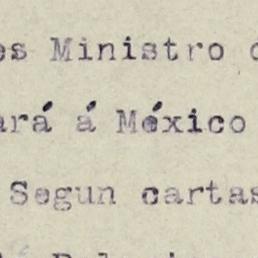 es Ministro
ará á México
Segun cartas